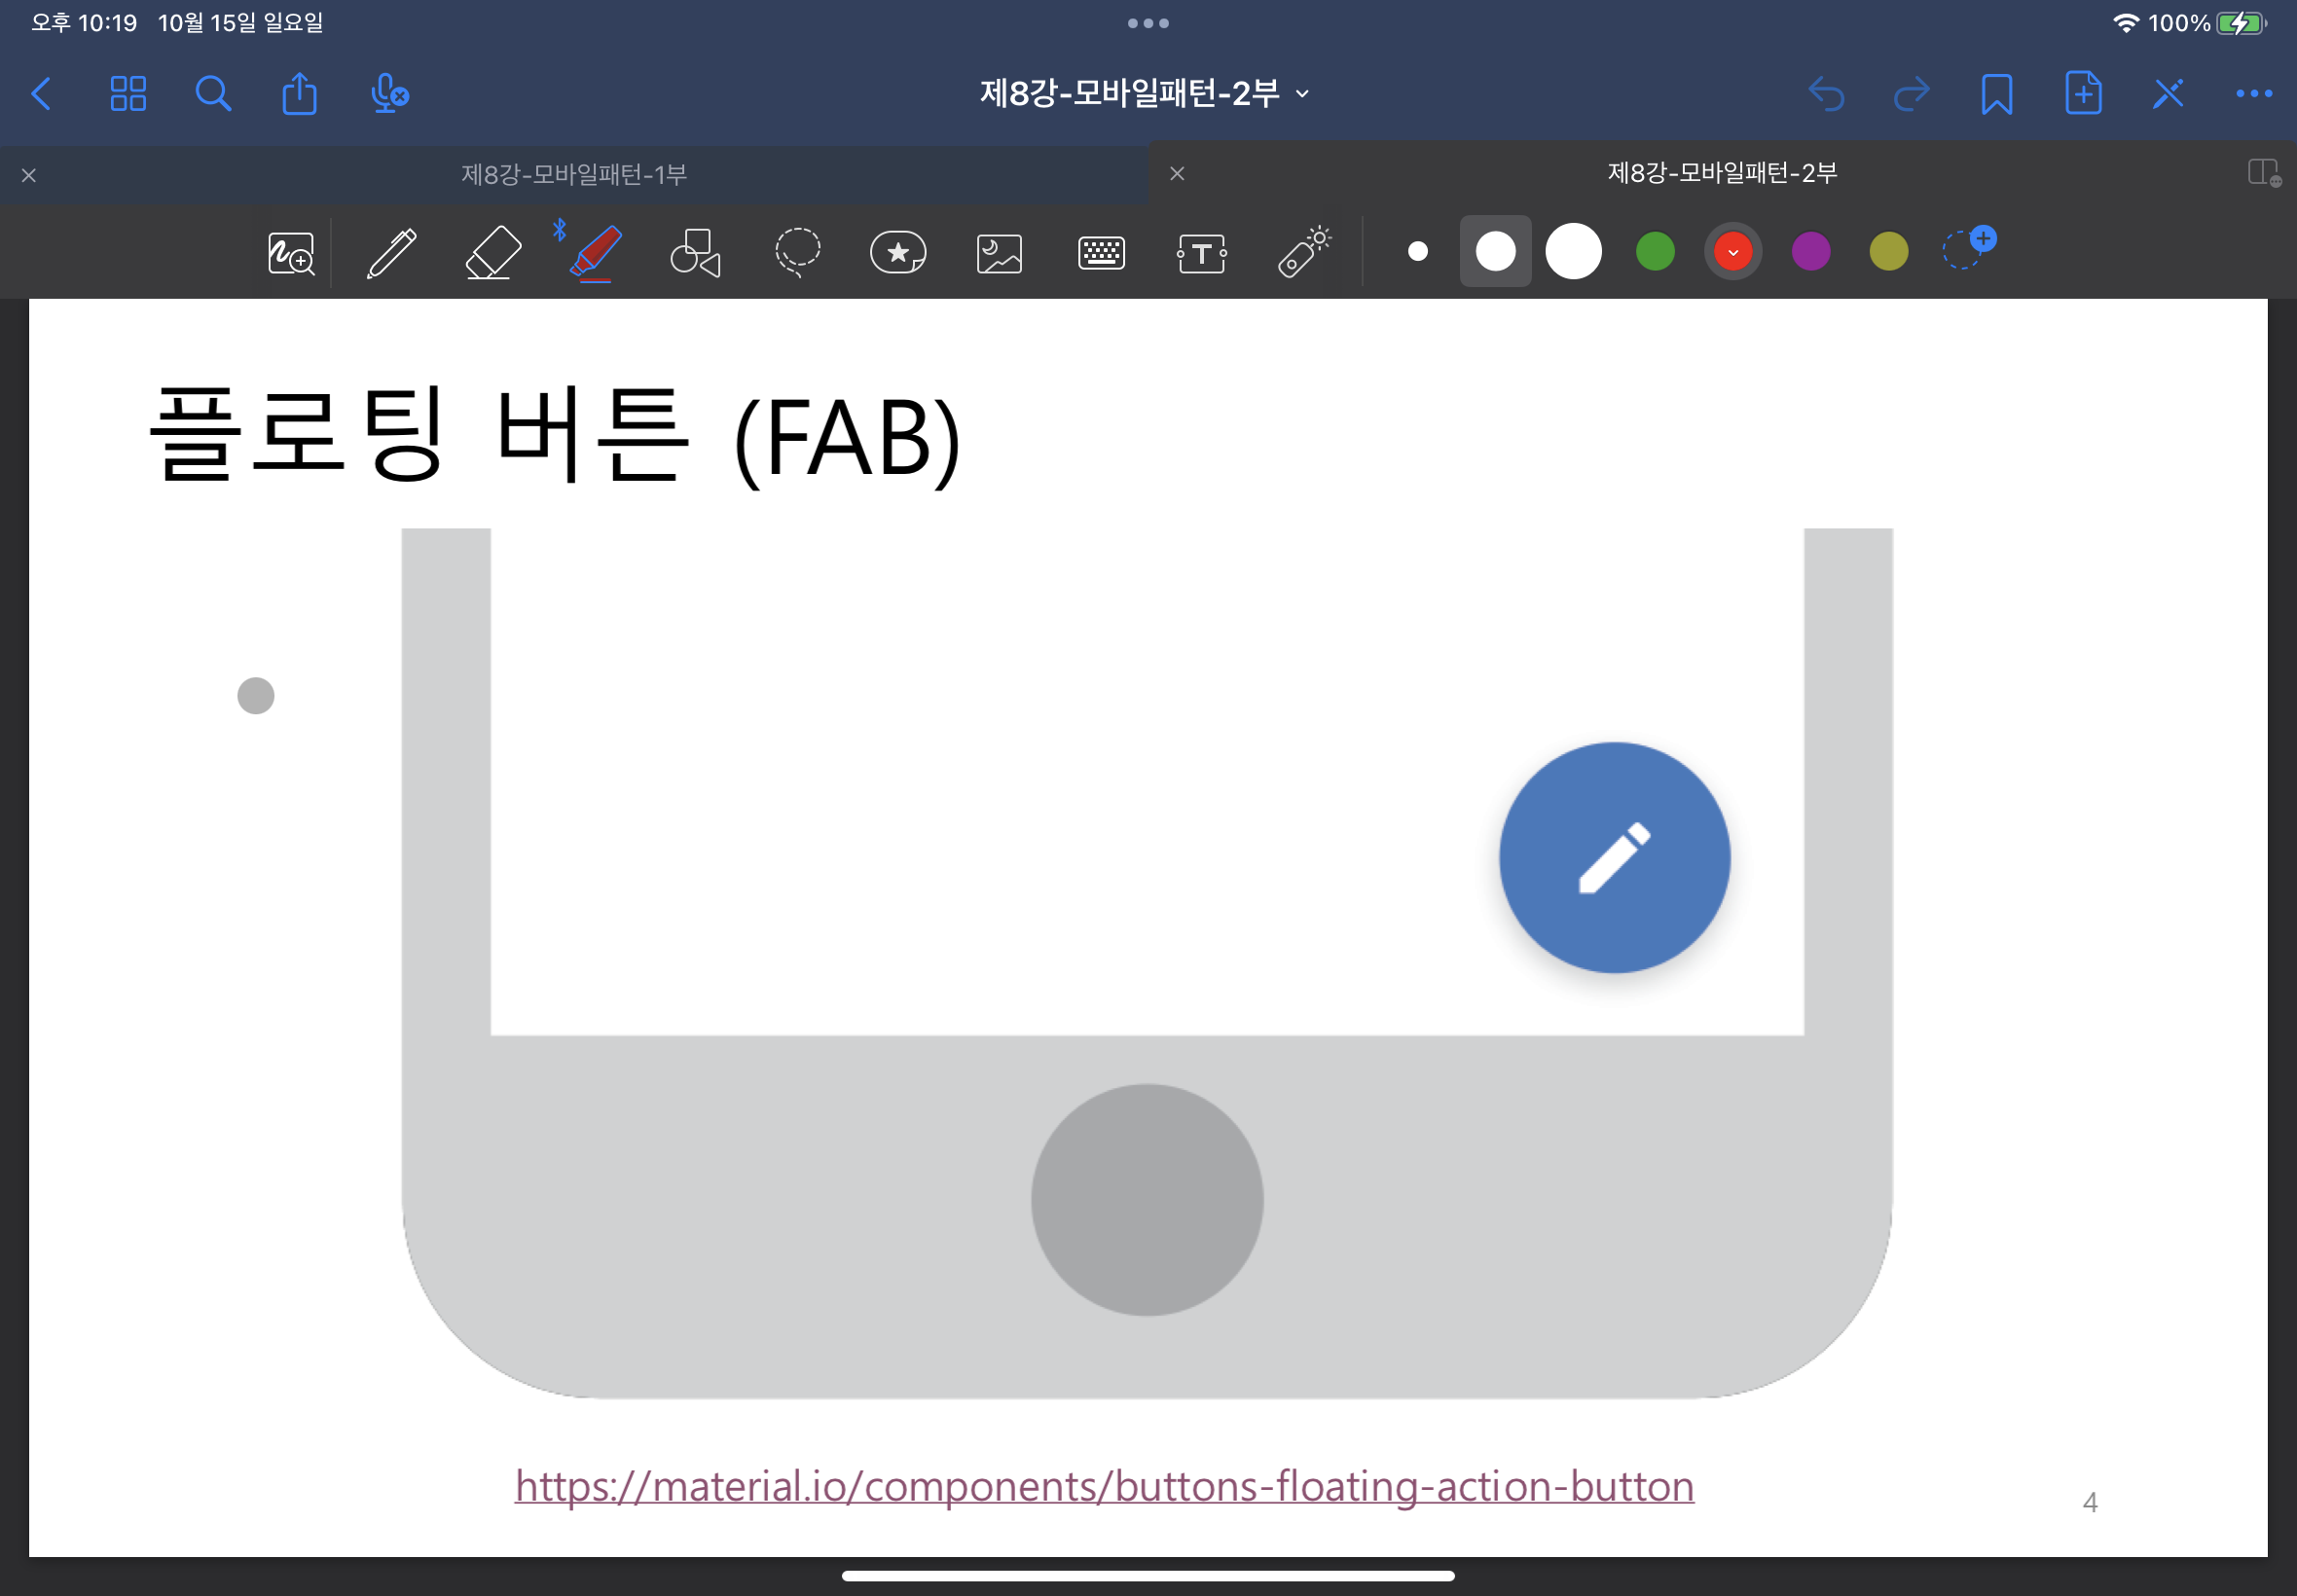 오후 10:19 10월 15일 일요일
100%
제8강-모바일패턴-2부
제8강-모바일패턴-1부
제8강-모바일패턴-2부
플로팅 버튼 (FAB)
https://material.io/components/buttons-floating-action-button
4